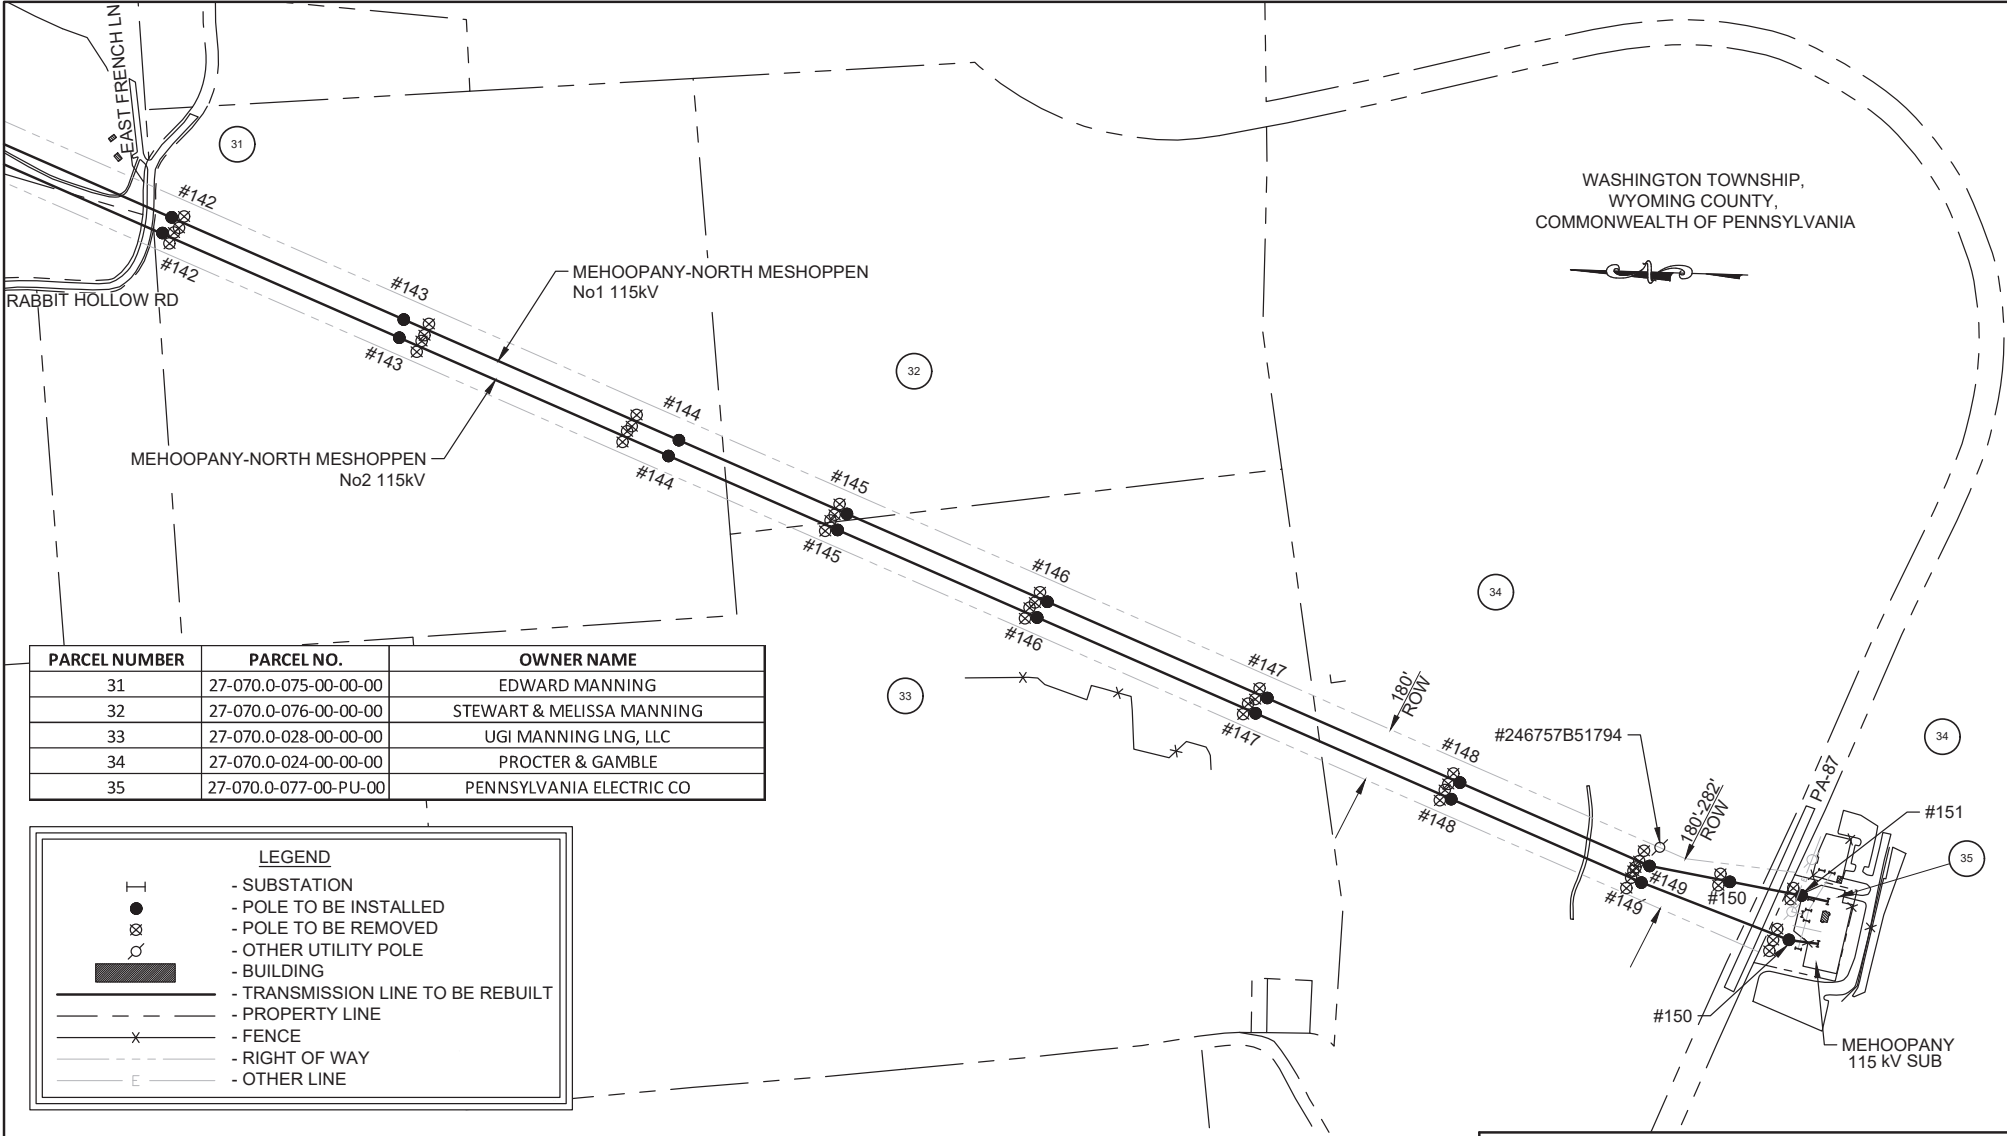 EAST FRENCH LN
31
#142
#142
RABBIT HOLLOW RD
#143
#143
MEHOOPANY-NORTH MESHOPPEN
No1 115kV
MEHOOPANY-NORTH MESHOPPEN
No2 115kV
32
WASHINGTON TOWNSHIP,
WYOMING COUNTY,
COMMONWEALTH OF PENNSYLVANIA
#144
#144
#145
#145
#146
#146
34
33
#147
#147
180'
ROW
#246757B51794
#148
#148
180'-282'
ROW
PA-87
34
#151
35
#149
#149
#150
#150
MEHOOPANY
115 kV SUB
PARCEL NUMBER PARCEL NO. OWNER NAME
31 27-070.0-075-00-00-00 EDWARD MANNING
32 27-070.0-076-00-00-00 STEWART & MELISSA MANNING
33 27-070.0-028-00-00-00 UGI MANNING LNG, LLC
34 27-070.0-024-00-00-00 PROCTER & GAMBLE
35 27-070.0-077-00-PU-00 PENNSYLVANIA ELECTRIC CO
LEGEND
- SUBSTATION
- POLE TO BE INSTALLED
- POLE TO BE REMOVED
- OTHER UTILITY POLE
- BUILDING
- TRANSMISSION LINE TO BE REBUILT
- PROPERTY LINE
X - FENCE
- RIGHT OF WAY
E - OTHER LINE